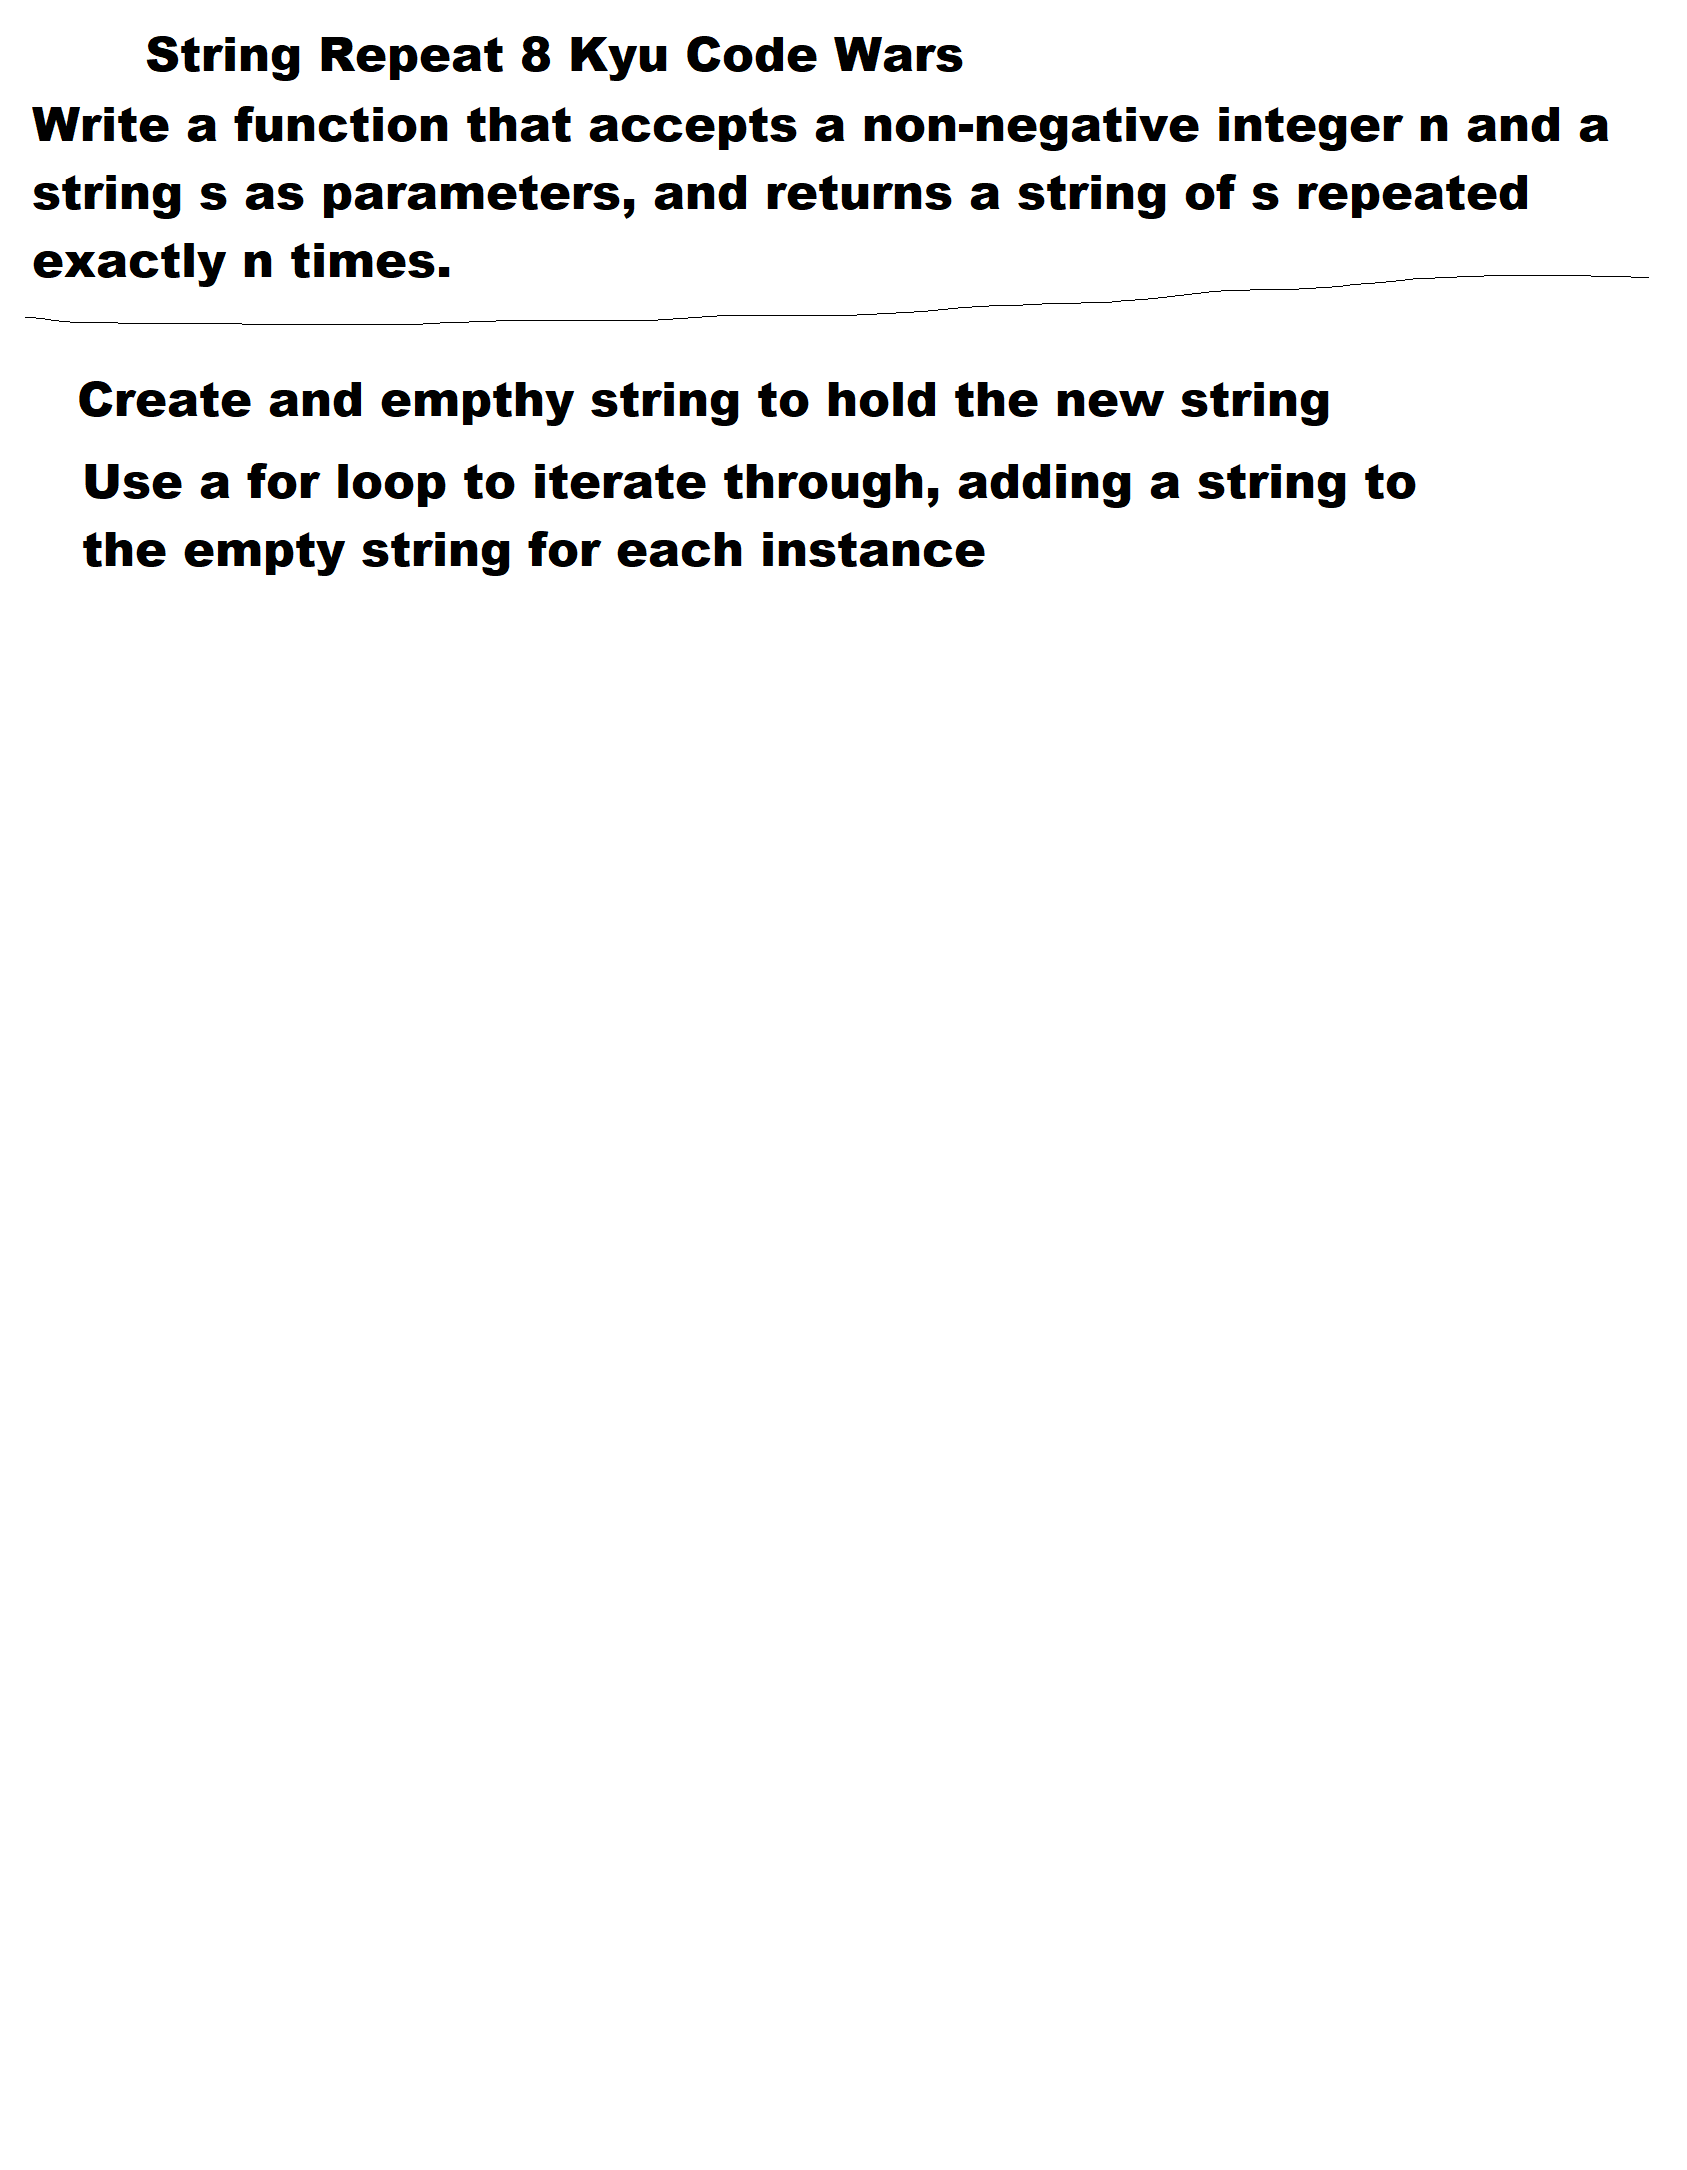 String Repeat 8 Kyu Code Wars
Write a function that accepts a non-negative integer n and a
string s as parameters, and returns a string of s repeated
exactly n times.
Create and empthy string to hold the new string
Use a for loop to iterate through, adding a string to
the empty string for each instance